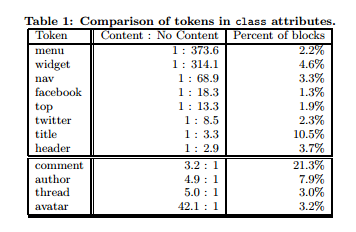 Table 1: Comparison of tokens in class attributes.
Token Content : No Content Percent of blocks
menu 1 : 373.6 2.2%
widget 1 : 314.1 4.6%
nav 1 : 68.9 3.3%
facebook 1 : 18.3 1.3%
top 1 : 13.3 1.9%
twitter 1 : 8.5 2.3%
title 1 : 3.3 10.5%
header 1 : 2.9 3.7%
comment 3.2 : 1 21.3%
author 4.9 : 1 7.9%
thread 5.0 : 1 3.0%
avatar 42.1 : 1 3.2%